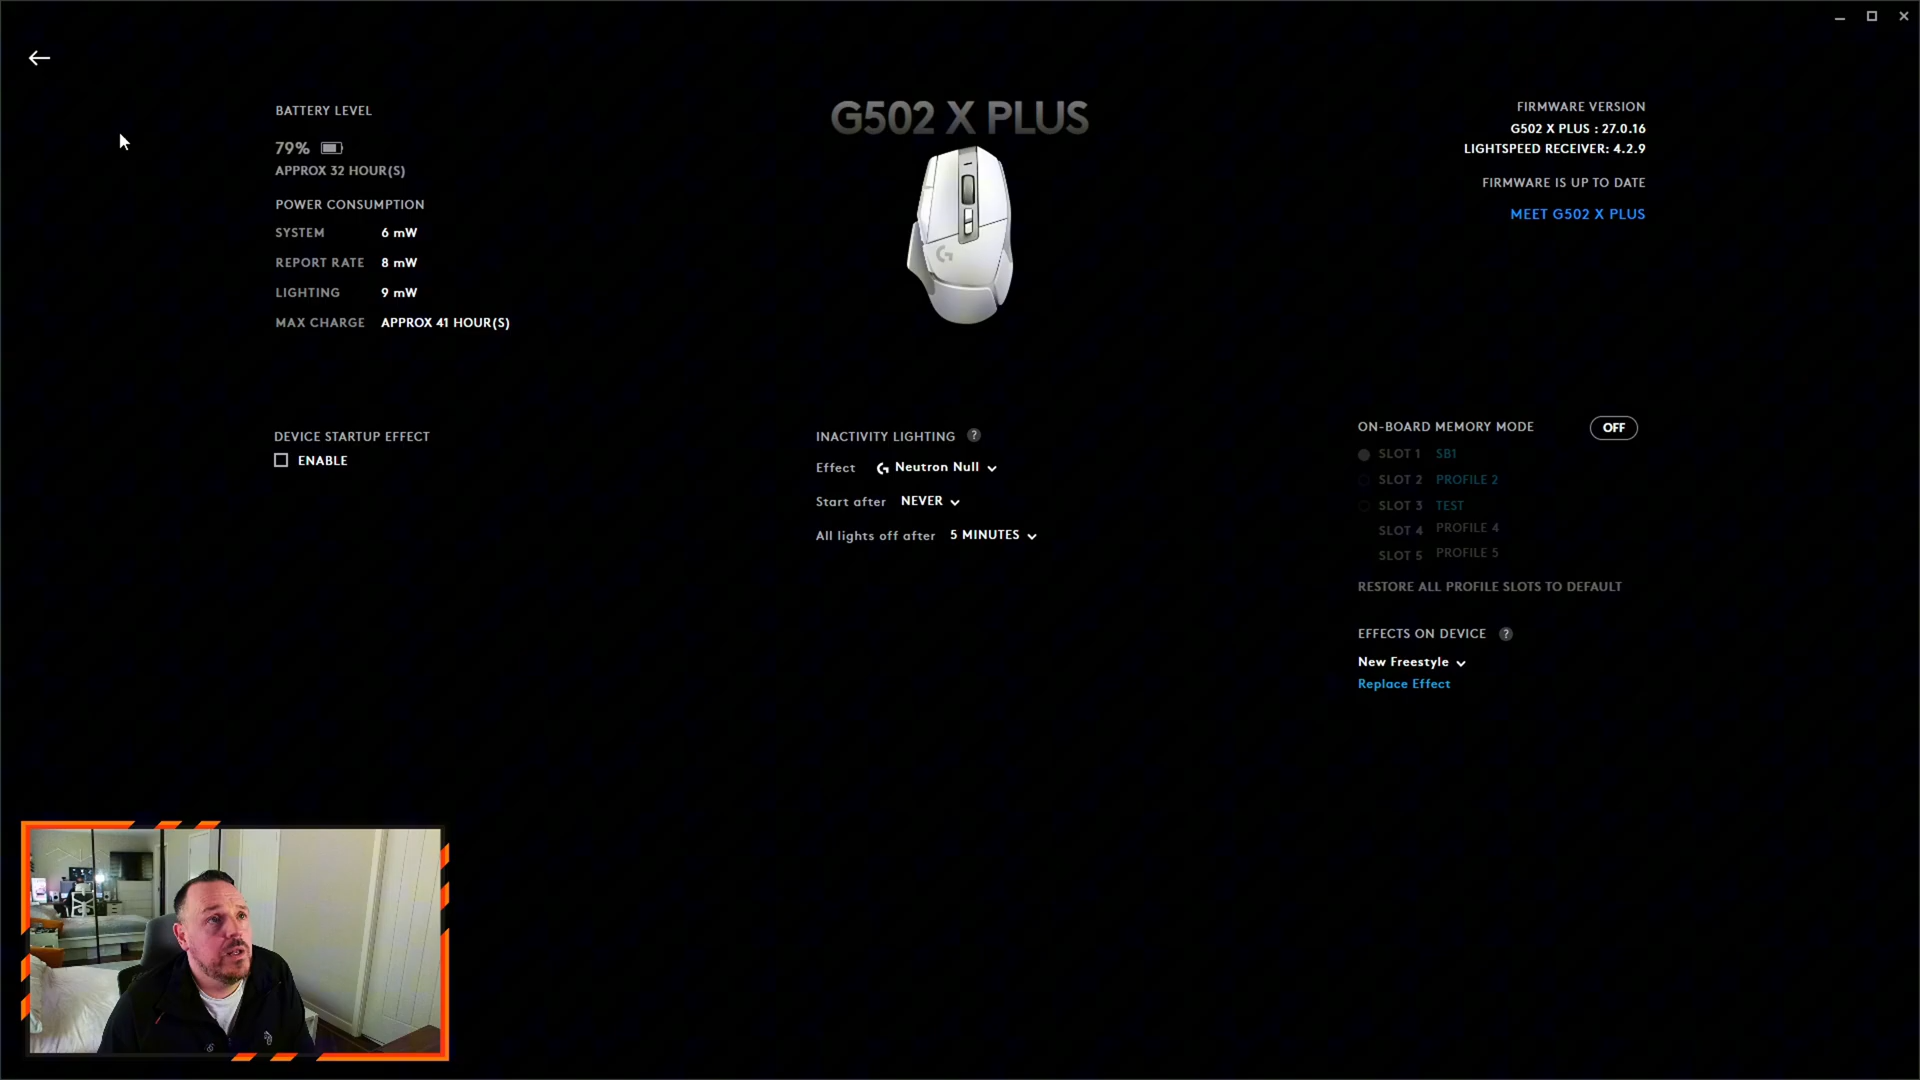 BATTERY LEVEL
79%
APPROX 32 HOUR(S)
POWER CONSUMPTION
SYSTEM 6 mW
REPORT RATE 8 mW
LIGHTING 9 mW
MAX CHARGE APPROX 41 HOUR(S)
G502 X PLUS
FIRMWARE VERSION
G502 X PLUS : 27.0.16
LIGHTSPEED RECEIVER: 4.2.9
FIRMWARE IS UP TO DATE
MEET G502 X PLUS
DEVICE STARTUP EFFECT
ENABLE
INACTIVITY LIGHTING ?
Effect Neutron Null
Start after NEVER
All lights off after 5 MINUTES
ON-BOARD MEMORY MODE OFF
SLOT 1 SB1
SLOT 2 PROFILE 2
SLOT 3 TEST
SLOT 4 PROFILE 4
SLOT 5 PROFILE 5
RESTORE ALL PROFILE SLOTS TO DEFAULT
EFFECTS ON DEVICE ?
New Freestyle
Replace Effect